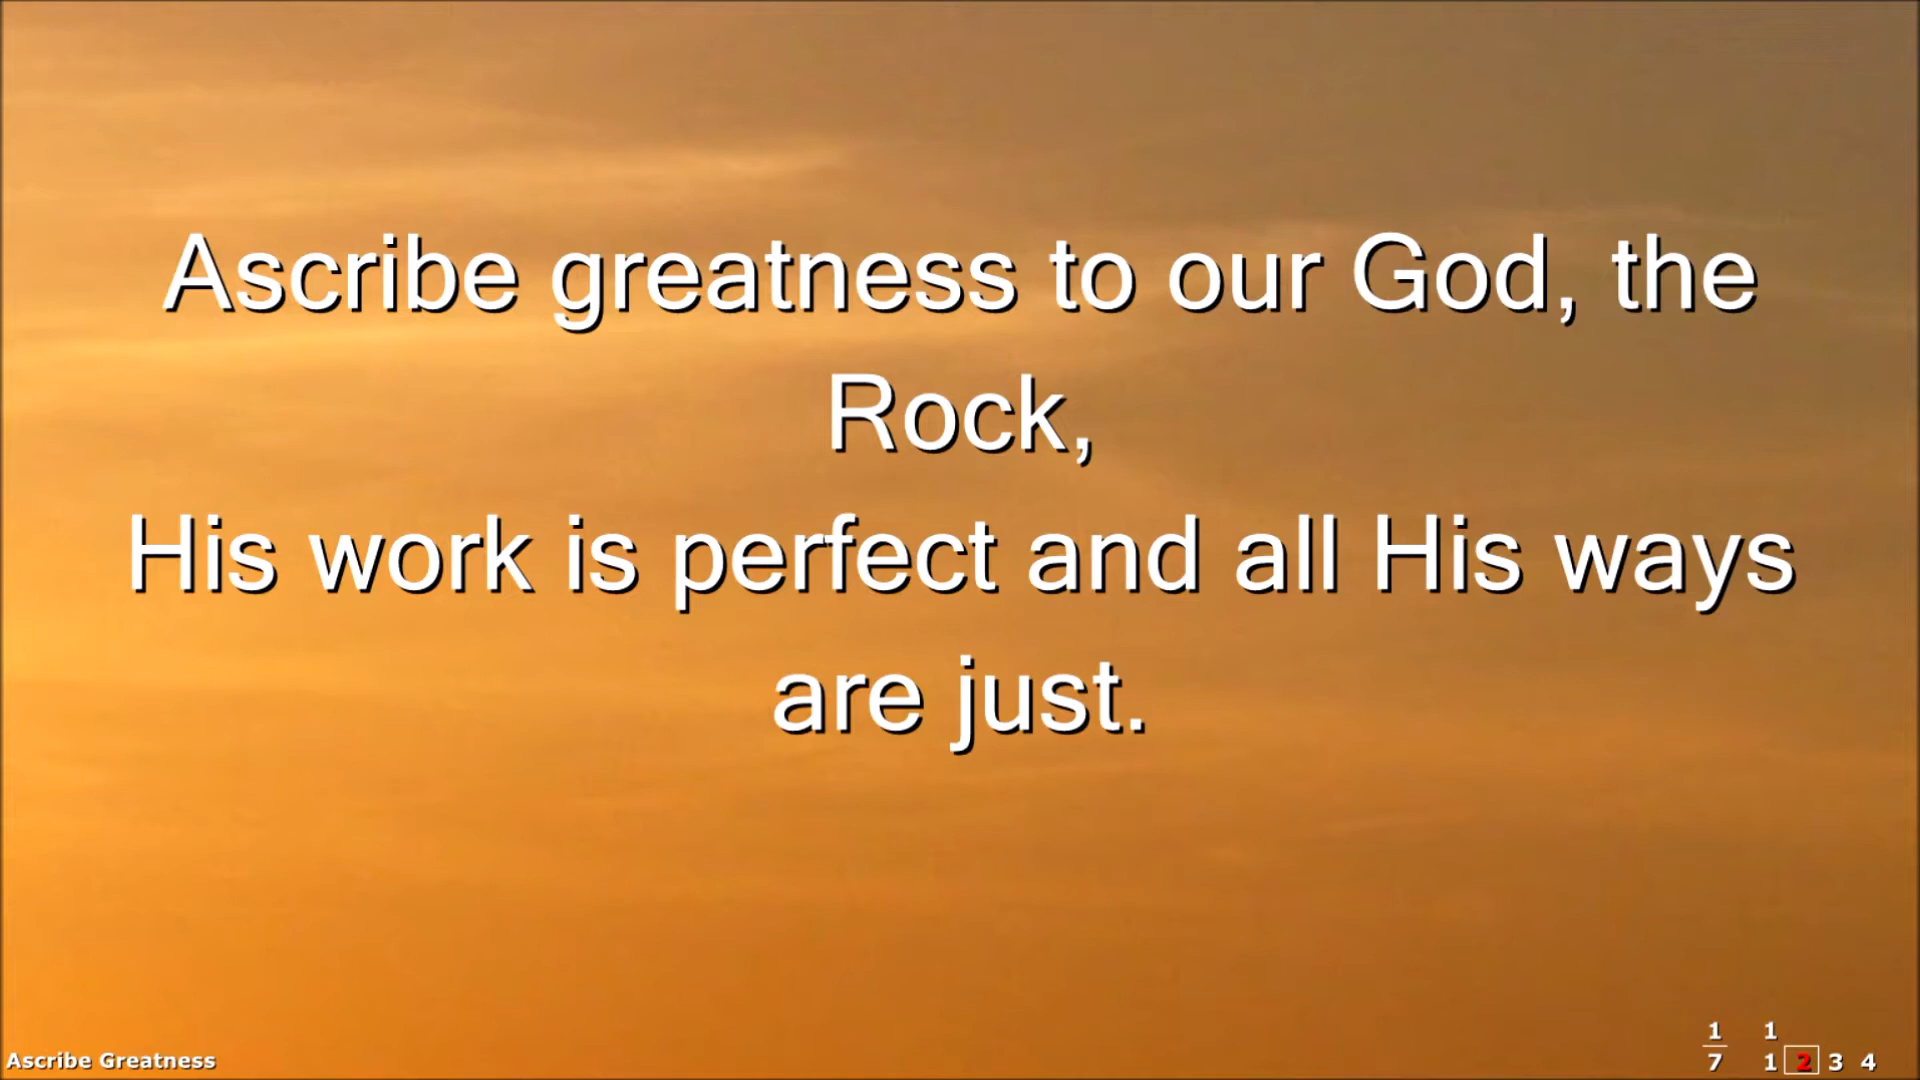 Ascribe greatness to our God, the
Rock,
His work is perfect and all His ways
are just.
Ascribe Greatness
1 1
7 1 2 3 4